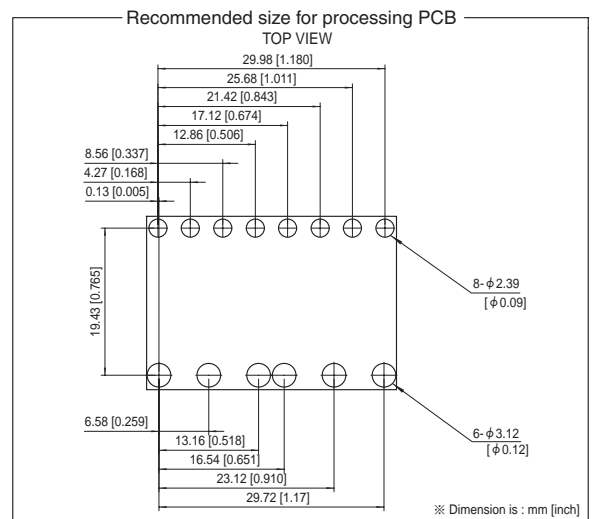 Recommended size for processing PCB
TOP VIEW
29.98 [1.180]
25.68 [1.011]
21.42 [0.843]
17.12 [0.674]
12.86 [0.506]
8.56 [0.337]
4.27 [0.168]
0.13 [0.005]
19.43 [0.765]
8-ϕ2.39
[ϕ0.09]
6.58 [0.259]
13.16 [0.518]
16.54 [0.651]
23.12 [0.910]
29.72 [1.17]
6-ϕ3.12
[ϕ0.12]
※ Dimension is : mm [inch]